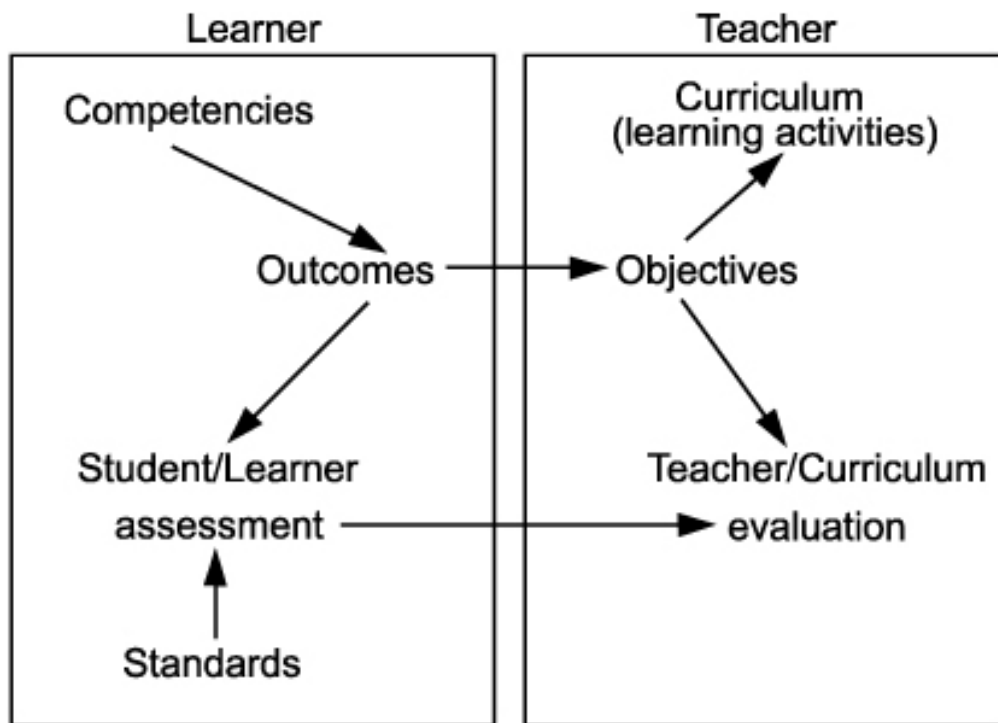 Learner
Teacher
Competencies
Curriculum
(learning activities)
Outcomes
Objectives
Student/Learner
assessment
Teacher/Curriculum
evaluation
Standards